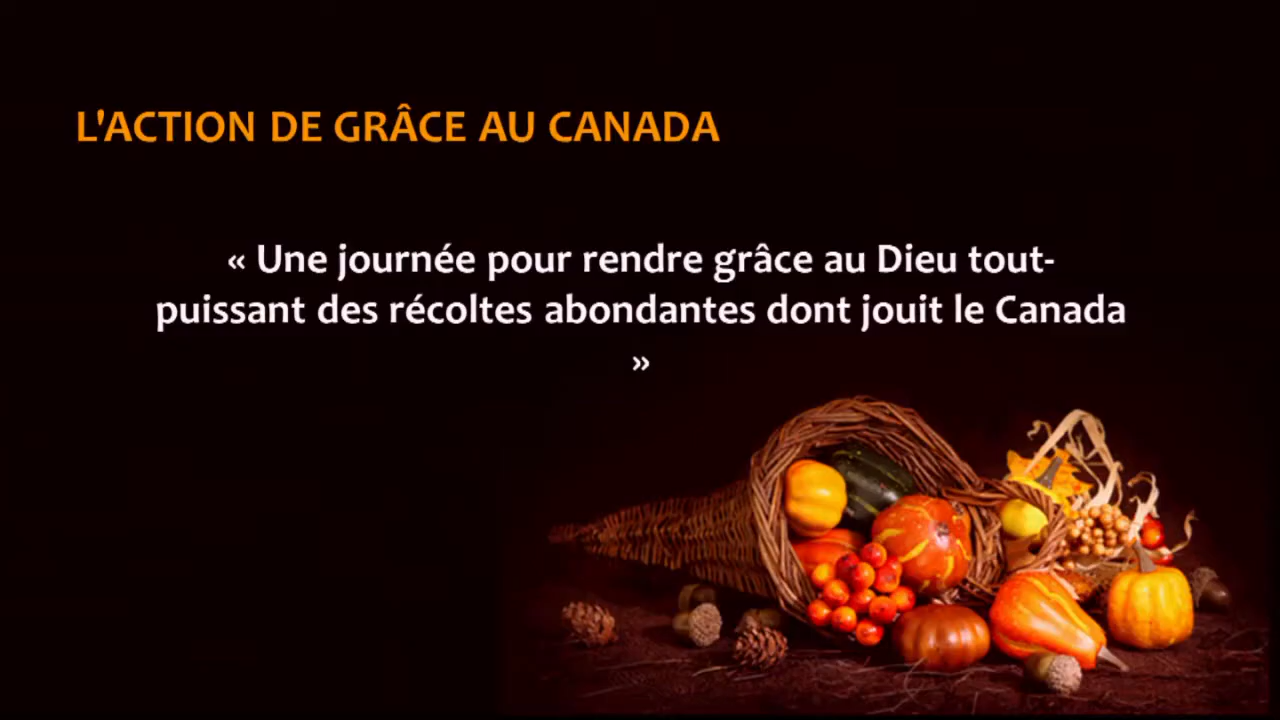 L'ACTION DE GRÂCE AU CANADA
« Une journée pour rendre grâce au Dieu tout-
puissant des récoltes abondantes dont jouit le Canada
»